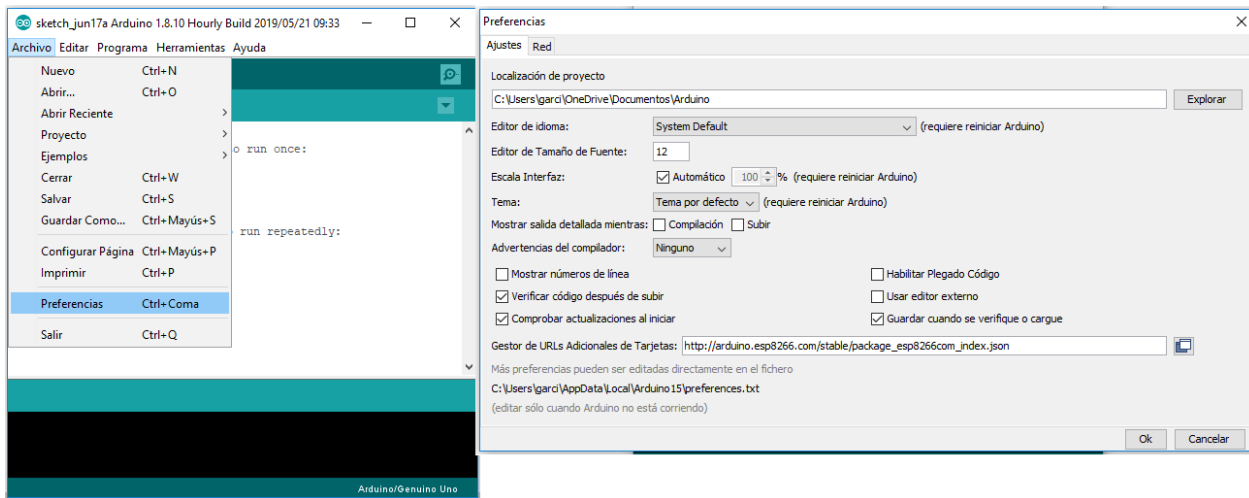 sketch_jun17a Arduino 1.8.10 Hourly Build 2019/05/21 09:33
Archivo Editar Programa Herramientas Ayuda
Nuevo Ctrl+N
Abrir... Ctrl+O
Abrir Reciente
Proyecto
Ejemplos
Cerrar Ctrl+W
Salvar Ctrl+S
Guardar Como... Ctrl+Mayús+S
Configurar Página Ctrl+Mayús+P
Imprimir Ctrl+P
Preferencias Ctrl+Coma
Salir Ctrl+Q
o run once:
run repeatedly:
Arduino/Genuino Uno
Preferencias
Ajustes Red
Localización de proyecto
C:\Users\garci\OneDrive\Documentos\Arduino Explorar
Editor de idioma: System Default (requiere reiniciar Arduino)
Editor de Tamaño de Fuente: 12
Escala Interfaz: Automático 100 % (requiere reiniciar Arduino)
Tema: Tema por defecto (requiere reiniciar Arduino)
Mostrar salida detallada mientras: Compilación Subir
Advertencias del compilador: Ninguno
Mostrar números de línea Habilitar Plegado Código
Verificar código después de subir Usar editor externo
Comprobar actualizaciones al iniciar Guardar cuando se verifique o cargue
Gestor de URLs Adicionales de Tarjetas: http://arduino.esp8266.com/stable/package_esp8266com_index.json
Más preferencias pueden ser editadas directamente en el fichero
C:\Users\garci\AppData\Local\Arduino15\preferences.txt
(editar sólo cuando Arduino no está corriendo)
Ok Cancelar